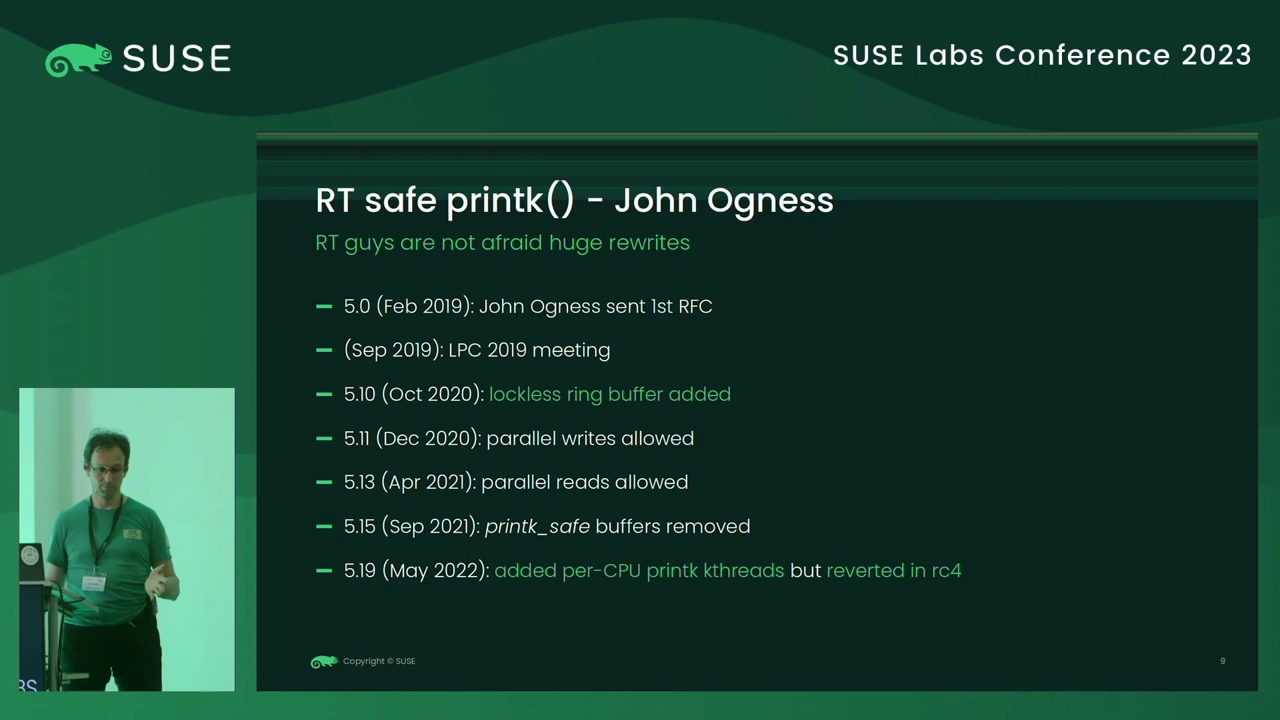 SUSE
SUSE Labs Conference 2023
RT safe printk() - John Ogness
RT guys are not afraid huge rewrites
5.0 (Feb 2019): John Ogness sent 1st RFC
(Sep 2019): LPC 2019 meeting
5.10 (Oct 2020): lockless ring buffer added
5.11 (Dec 2020): parallel writes allowed
5.13 (Apr 2021): parallel reads allowed
5.15 (Sep 2021): printk_safe buffers removed
5.19 (May 2022): added per-CPU printk kthreads but reverted in rc4
Copyright © SUSE
9